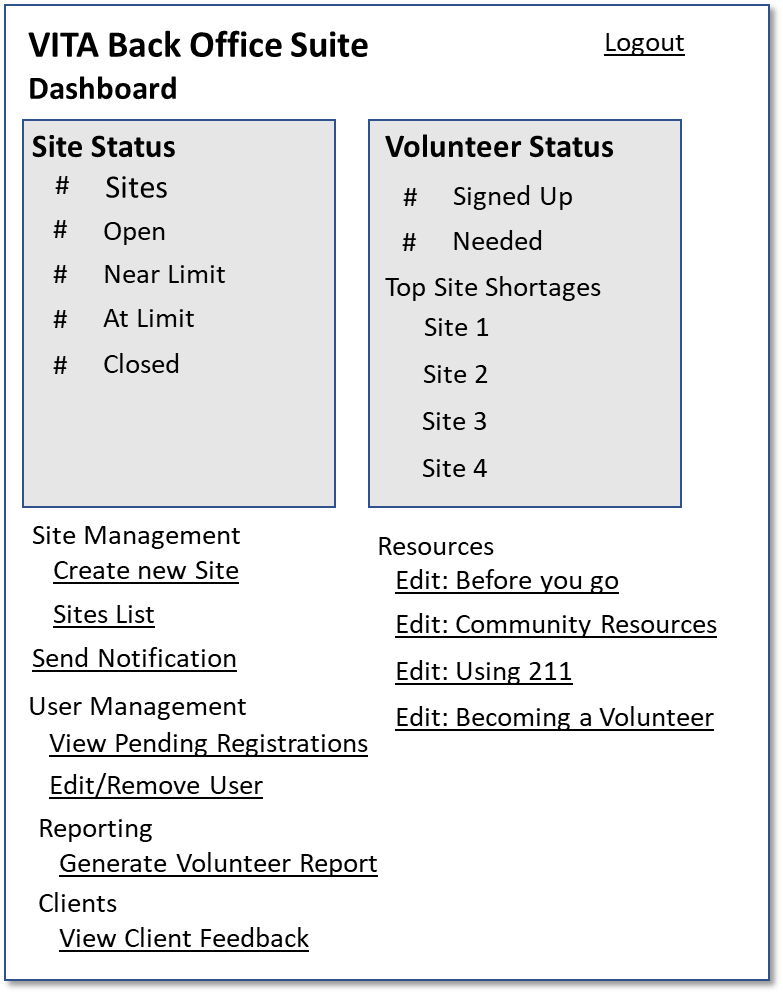 VITA Back Office Suite
Logout
Dashboard
Site Status
# Sites
# Open
# Near Limit
# At Limit
# Closed
Volunteer Status
# Signed Up
# Needed
Top Site Shortages
Site 1
Site 2
Site 3
Site 4
Site Management
Create new Site
Sites List
Send Notification
User Management
View Pending Registrations
Edit/Remove User
Reporting
Generate Volunteer Report
Clients
View Client Feedback
Resources
Edit: Before you go
Edit: Community Resources
Edit: Using 211
Edit: Becoming a Volunteer